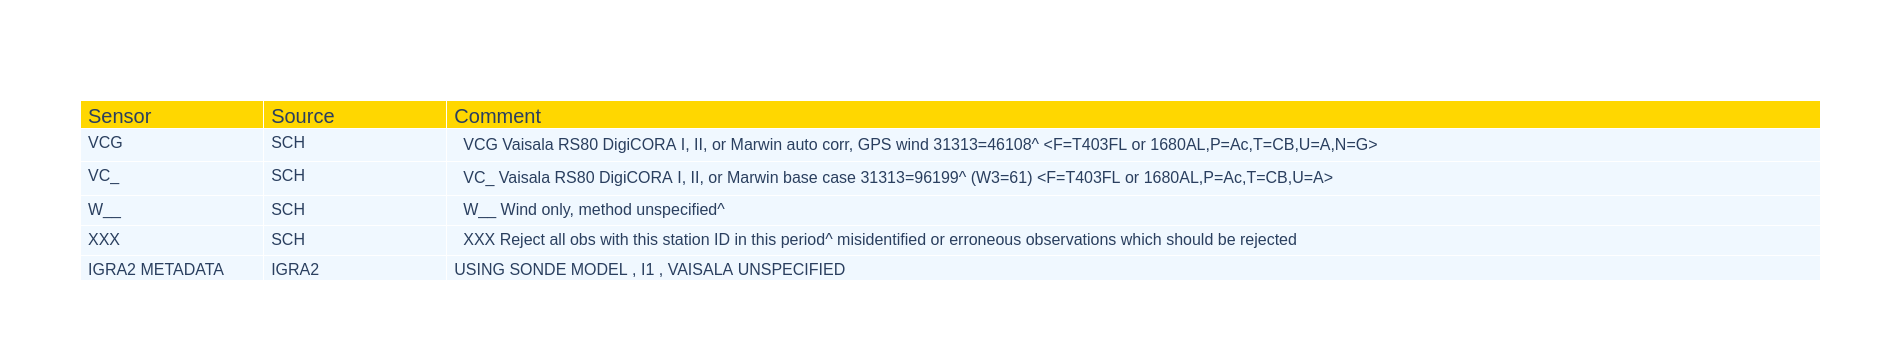 Sensor Source Comment
VCG SCH VCG Vaisala RS80 DigiCORA I, II, or Marwin auto corr, GPS wind 31313=46108^ <F=T403FL or 1680AL,P=Ac,T=CB,U=A,N=G>
VC_ SCH VC_ Vaisala RS80 DigiCORA I, II, or Marwin base case 31313=96199^ (W3=61) <F=T403FL or 1680AL,P=Ac,T=CB,U=A>
W__ SCH W__ Wind only, method unspecified^
XXX SCH XXX Reject all obs with this station ID in this period^ misidentified or erroneous observations which should be rejected
IGRA2 METADATA IGRA2 USING SONDE MODEL , I1 , VAISALA UNSPECIFIED